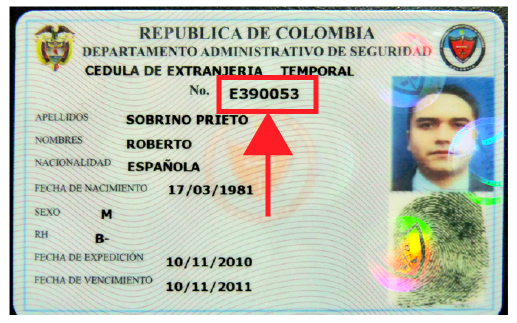 REPUBLICA DE COLOMBIA
DEPARTAMENTO ADMINISTRATIVO DE SEGURIDAD
CEDULA DE EXTRANJERIA TEMPORAL
No. E390053
APELLIDOS SOBRINO PRIETO
NOMBRES ROBERTO
NACIONALIDAD ESPAÑOLA
FECHA DE NACIMIENTO 17/03/1981
SEXO M
RH B-
FECHA DE EXPEDICIÓN 10/11/2010
FECHA DE VENCIMIENTO 10/11/2011